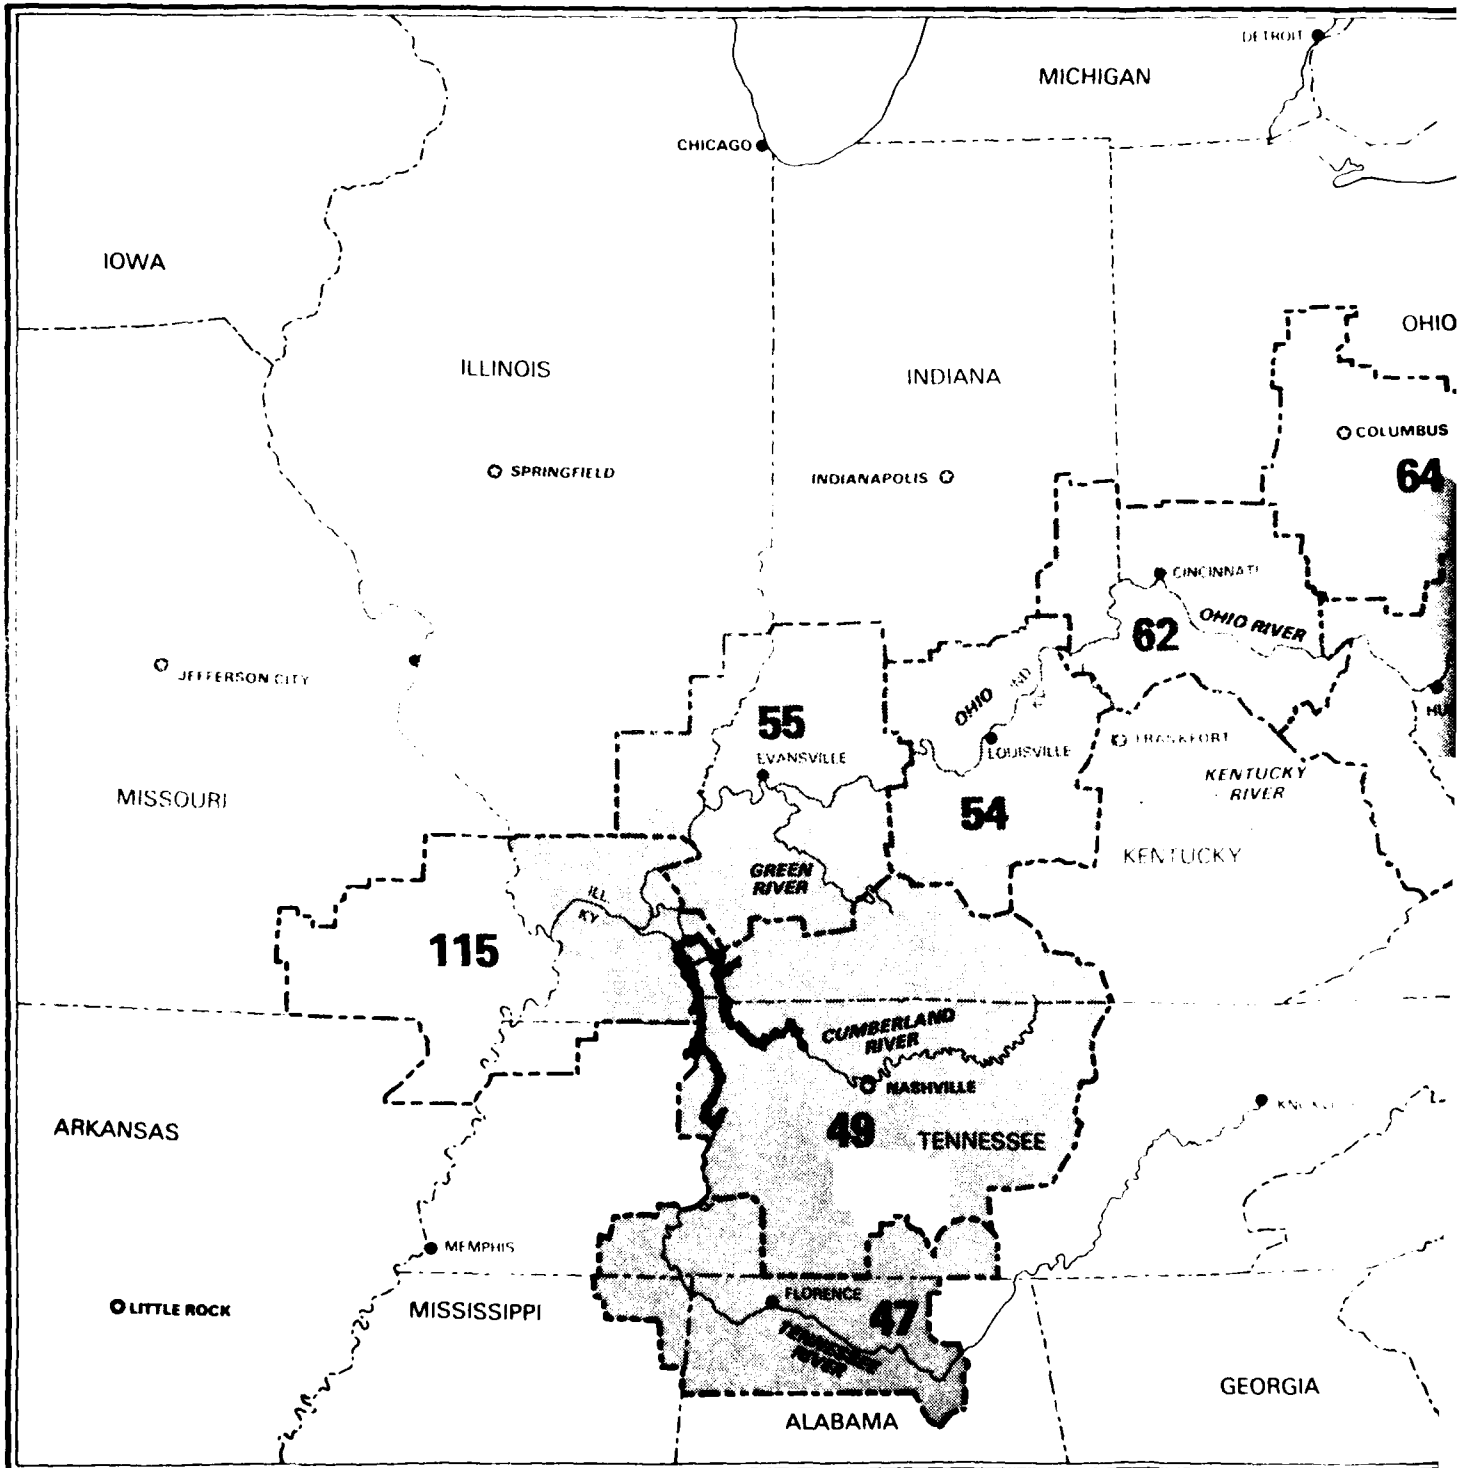 DETROIT
MICHIGAN
CHICAGO
IOWA
OHIO
ILLINOIS
INDIANA
COLUMBUS
SPRINGFIELD
INDIANAPOLIS
64
CINCINNATI
OHIO RIVER
62
JEFFERSON CITY
OHIO
IND
55
EVANSVILLE
LOUISVILLE
FRANKFORT
KENTUCKY
RIVER
MISSOURI
54
KENTUCKY
GREEN
RIVER
ILL
KY
115
CUMBERLAND
RIVER
NASHVILLE
49
TENNESSEE
ARKANSAS
MEMPHIS
LITTLE ROCK
MISSISSIPPI
FLORENCE
47
TENNESSEE
RIVER
GEORGIA
ALABAMA